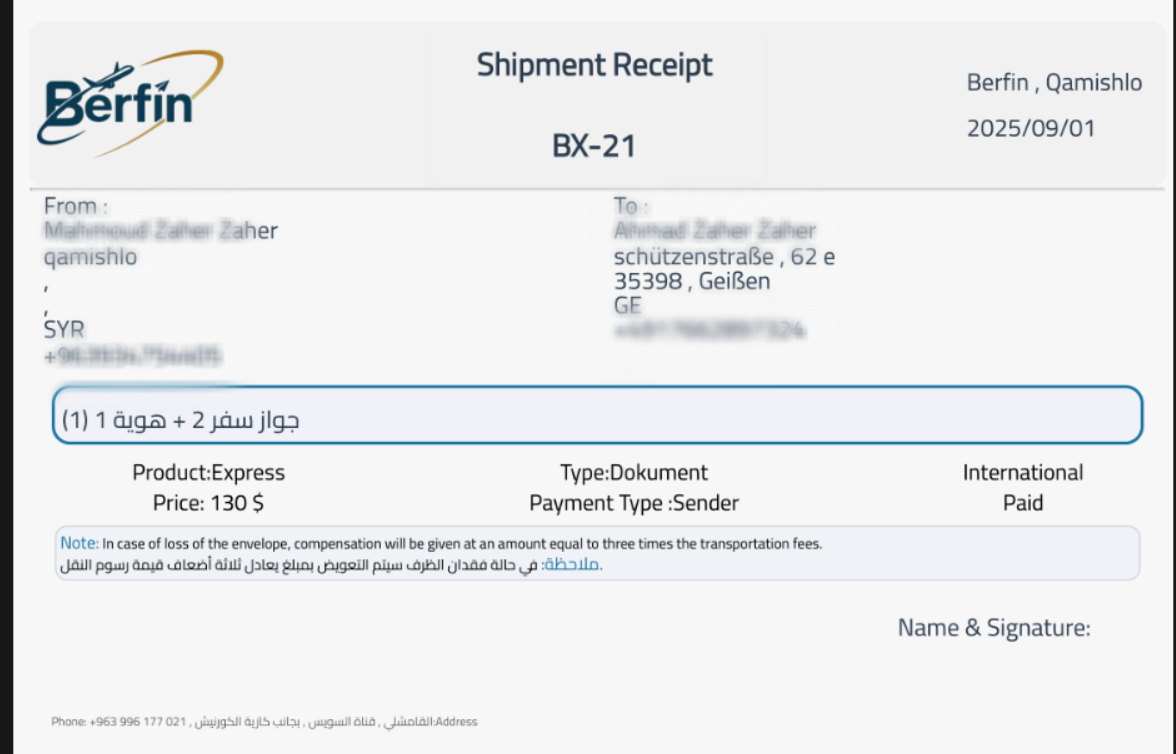 Berfin
Shipment Receipt
BX-21
Berfin , Qamishlo
2025/09/01
From :
Zaher
qamishlo
,
,
SYR
To :
schützenstraße , 62 e
35398 , Geißen
GE
جواز سفر 2 + هوية 1 (1)
Product:Express
Price: 130 $
Type:Dokument
Payment Type :Sender
International
Paid
Note: In case of loss of the envelope, compensation will be given at an amount equal to three times the transportation fees.
ملاحظة: في حالة فقدان الظرف سيتم التعويض بمبلغ يعادل ثلاثة أضعاف قيمة رسوم النقل.
Name & Signature:
Phone: +963 996 177 021 , القامشلي , قناة السويس , بجانب كازية الكورنيش:Address